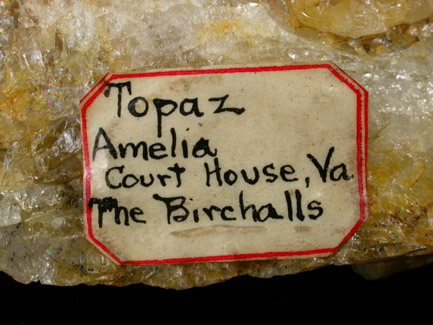 Topaz
Amelia
Court House, Va.
The Birchalls